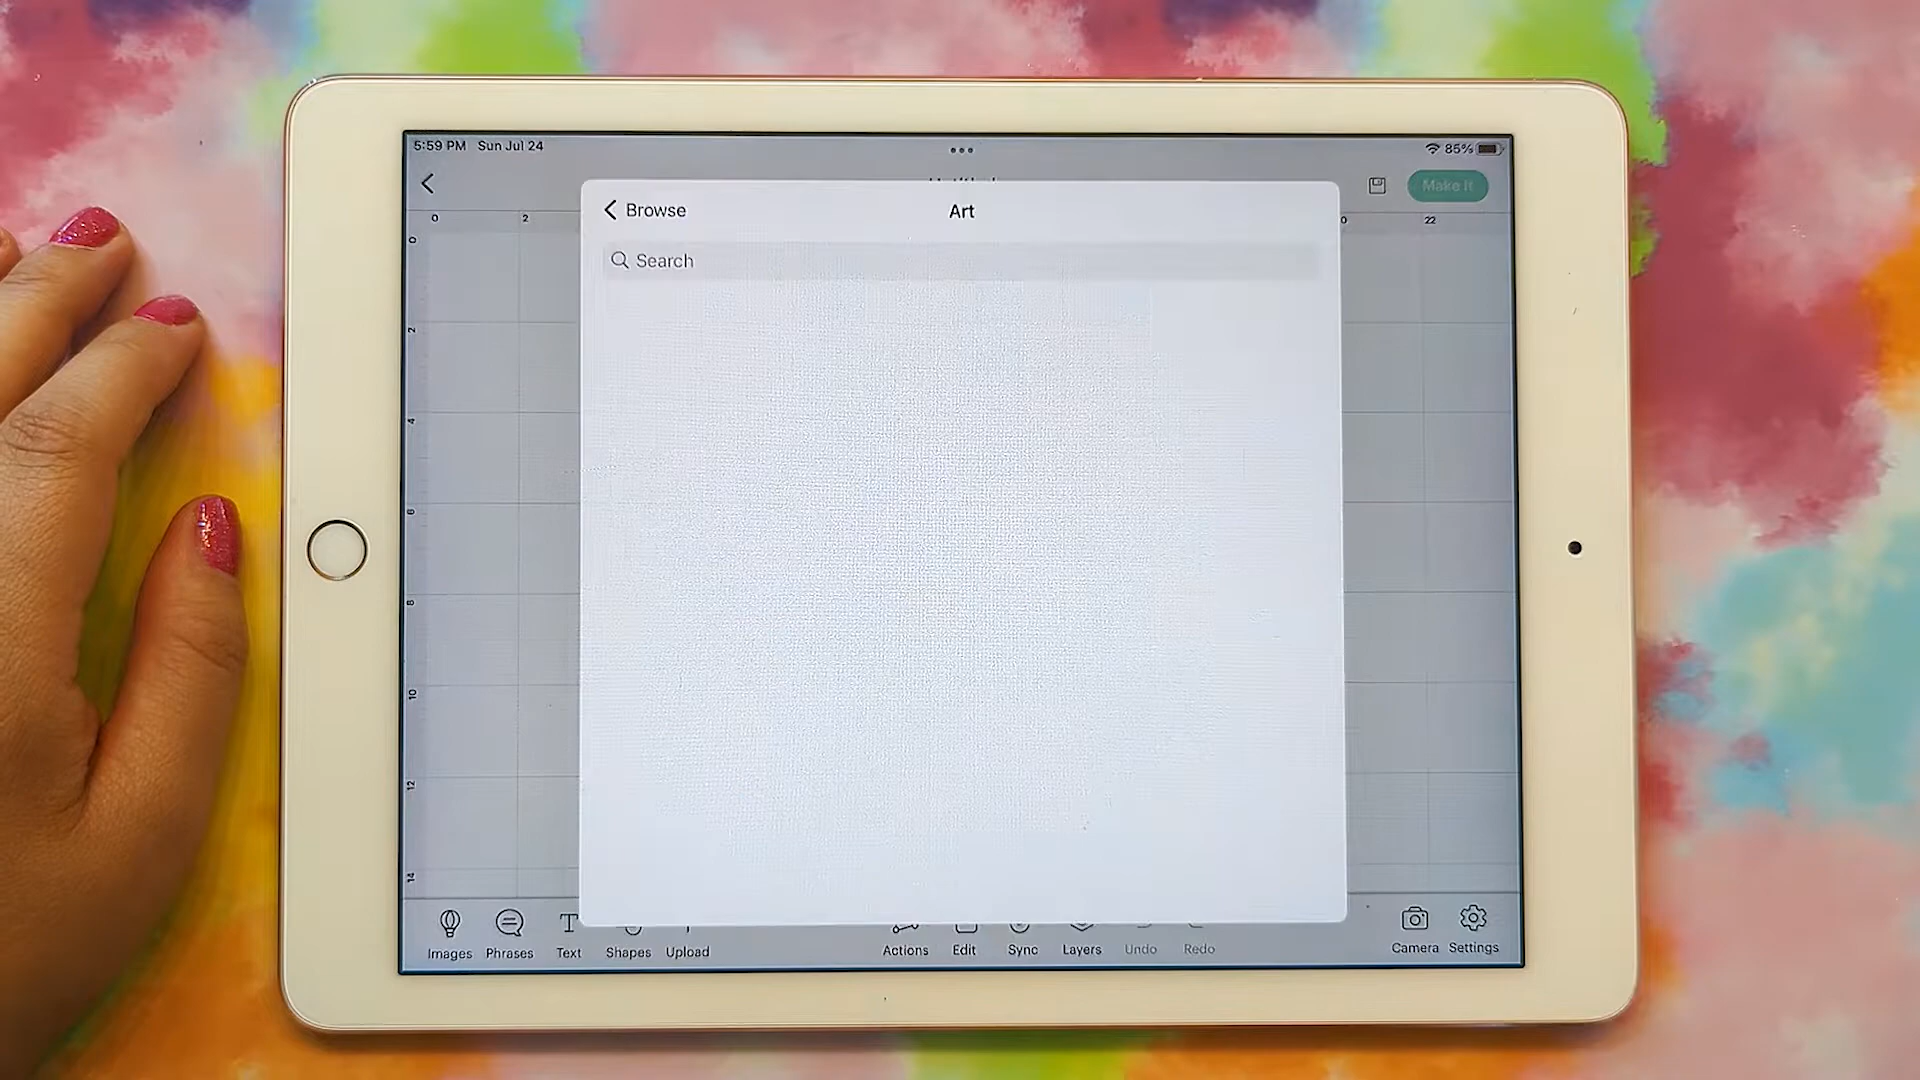 5:59 PM Sun Jul 24
85%
Make It
0 2 22
Browse
Art
Search
0
2
4
6
8
10
12
14
Images Phrases Text Shapes Upload Actions Edit Sync Layers Undo Redo Camera Settings